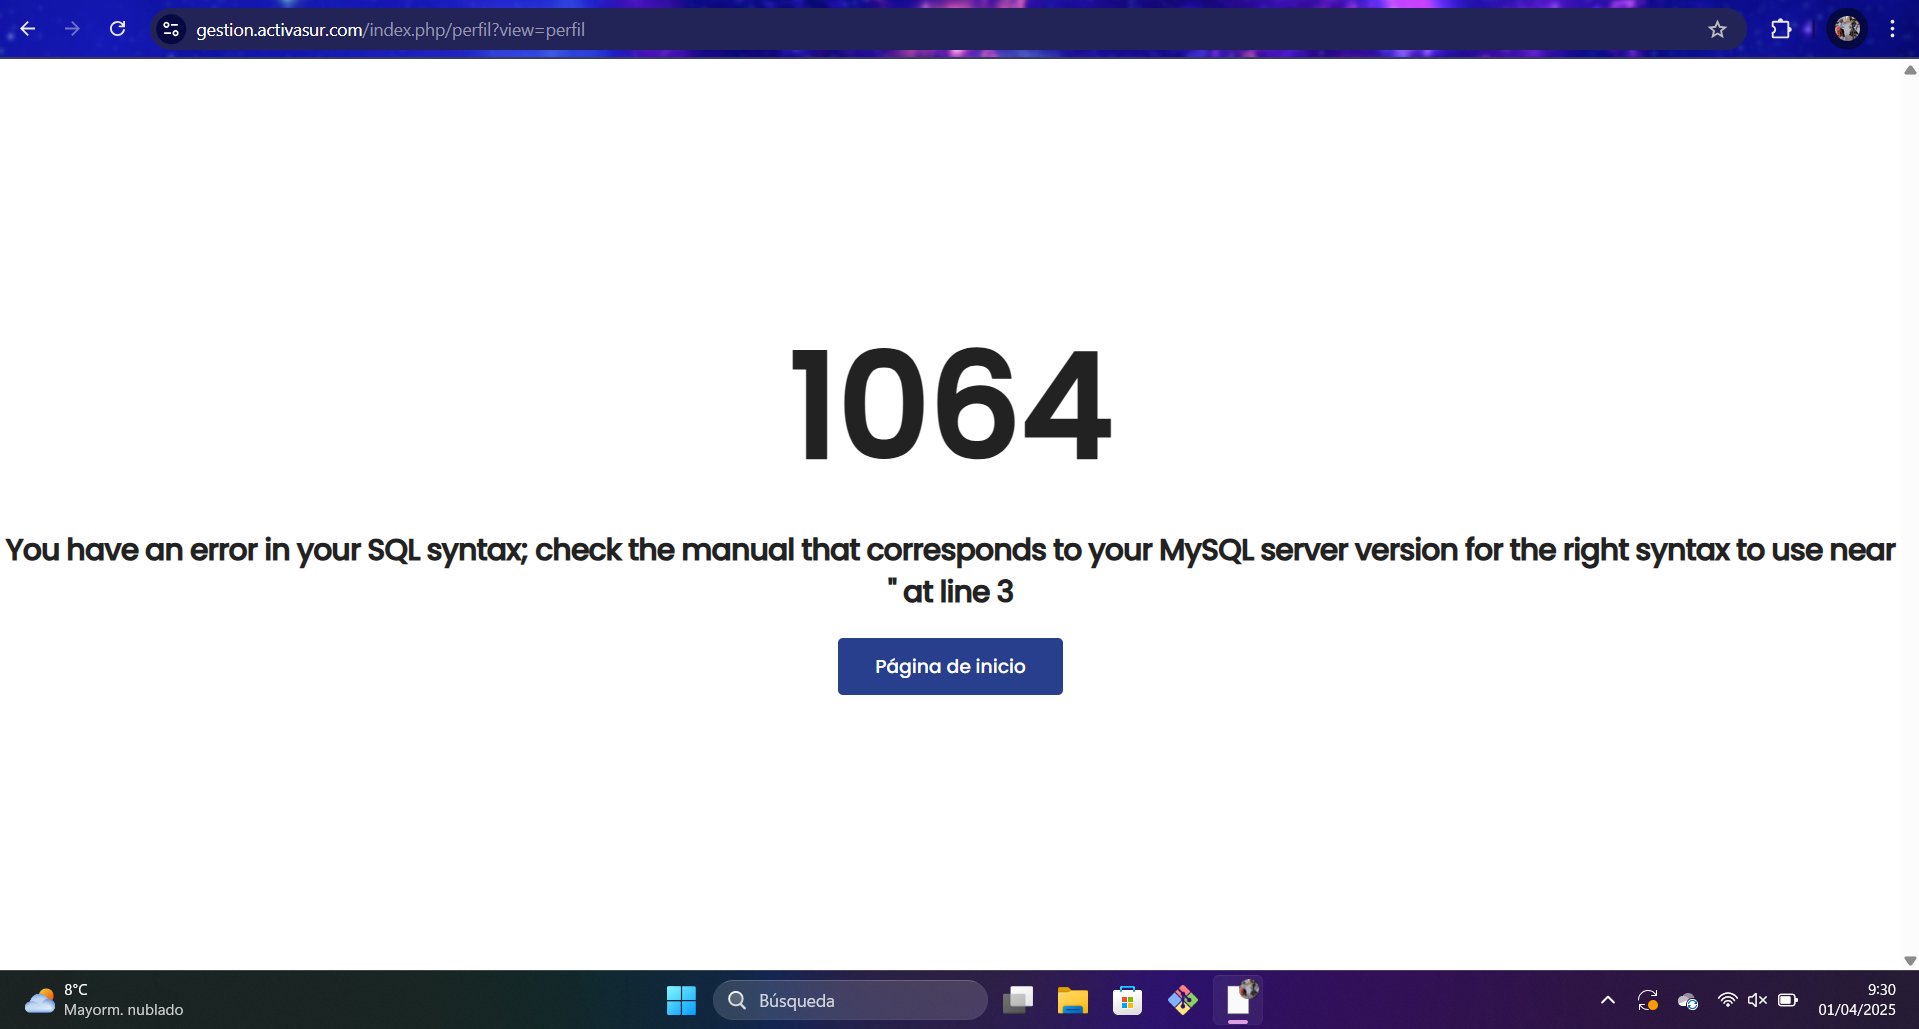 gestion.activasur.com/index.php/perfil?view=perfil
1064
You have an error in your SQL syntax; check the manual that corresponds to your MySQL server version for the right syntax to use near
'' at line 3
Página de inicio
8°C
Mayorm. nublado
Búsqueda
9:30
01/04/2025